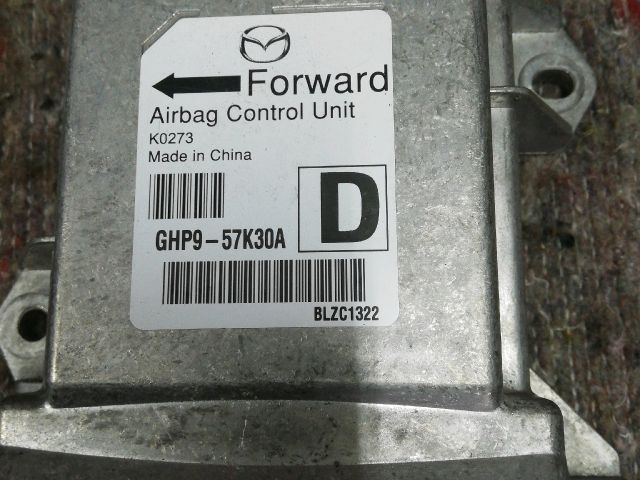 Forward
Airbag Control Unit
K0273
Made in China
D
GHP9-57K30A
BLZC1322